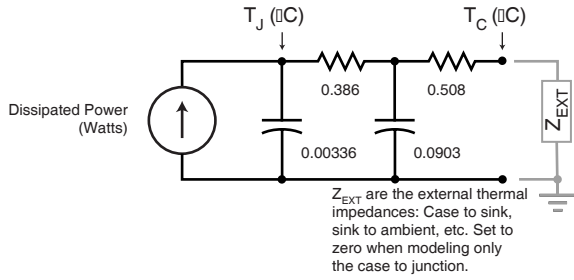 T_J (▯C)
T_C (▯C)
0.386
0.508
Dissipated Power
(Watts)
Z_EXT
0.00336
0.0903
Z_EXT are the external thermal
impedances: Case to sink,
sink to ambient, etc. Set to
zero when modeling only
the case to junction.